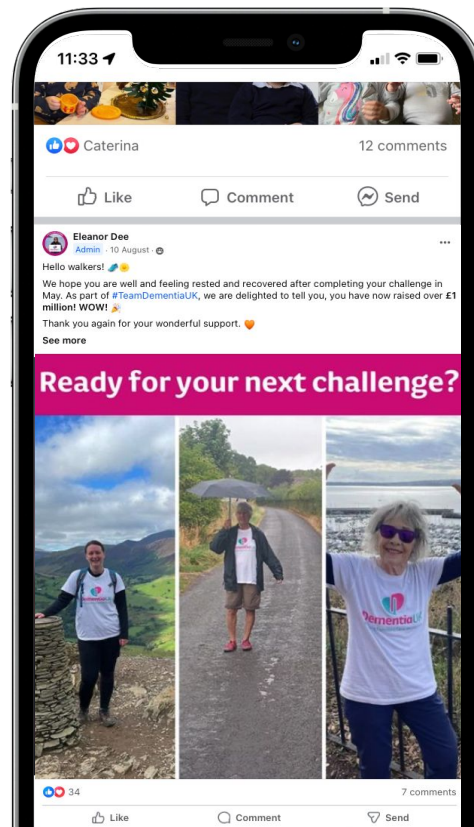 11:33
Caterina
12 comments
Like
Comment
Send
Eleanor Dee
Admin · 10 August ·
Hello walkers! 🩴☀️
We hope you are well and feeling rested and recovered after completing your challenge in
May. As part of #TeamDementiaUK, we are delighted to tell you, you have now raised over £1
million! WOW! 🎉
Thank you again for your wonderful support. 🧡
See more
Ready for your next challenge?
DementiaUK
34
7 comments
Like
Comment
Send